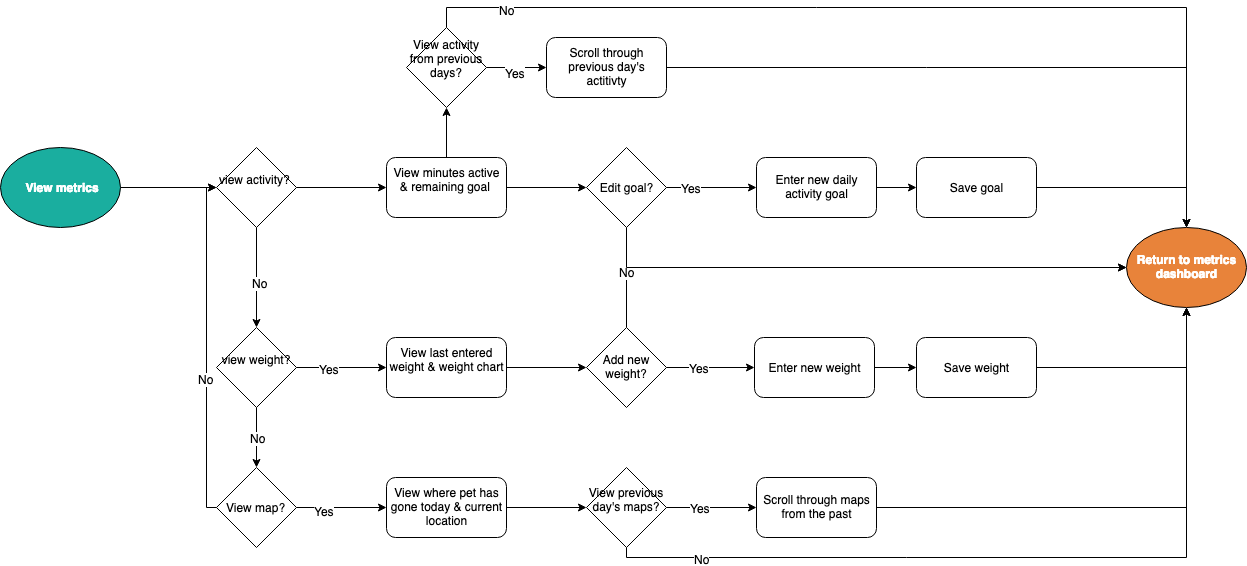 No
View activity
from previous
days?
Yes
Scroll through
previous day's
actitivty
View metrics
view activity?
View minutes active
& remaining goal
Edit goal?
Yes
Enter new daily
activity goal
Save goal
No
No
Return to metrics
dashboard
view weight?
Yes
View last entered
weight & weight chart
Add new
weight?
Yes
Enter new weight
Save weight
No
No
View map?
Yes
View where pet has
gone today & current
location
View previous
day's maps?
Yes
Scroll through maps
from the past
No